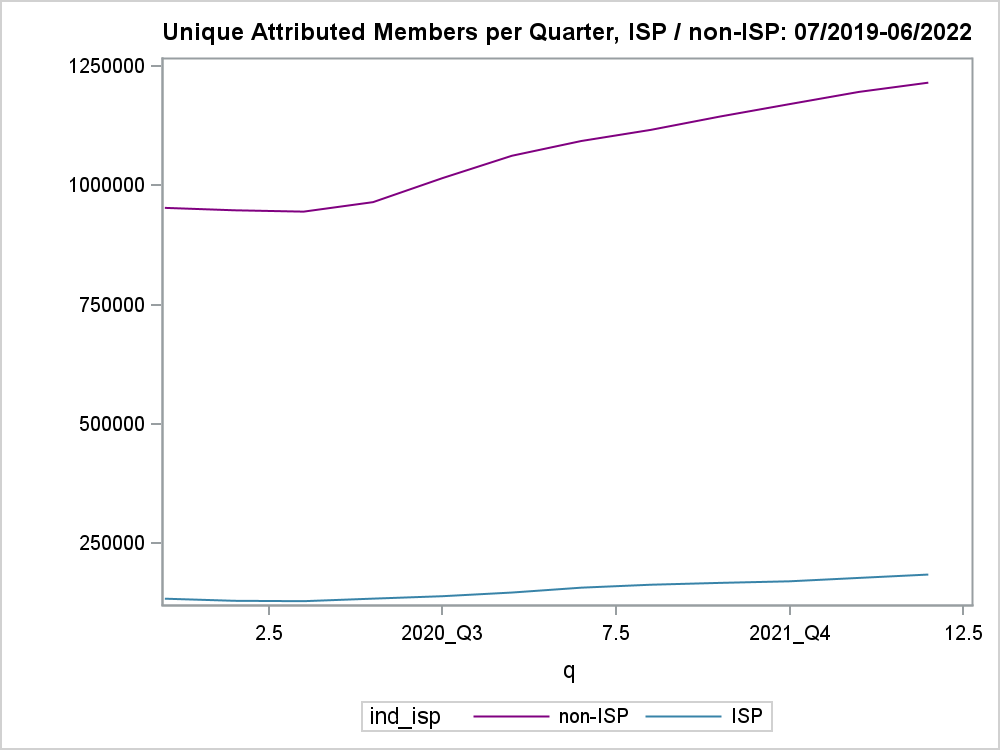 Unique Attributed Members per Quarter, ISP / non-ISP: 07/2019-06/2022
1250000
1000000
750000
500000
250000
2.5 2020_Q3 7.5 2021_Q4 12.5
q
ind_isp non-ISP ISP